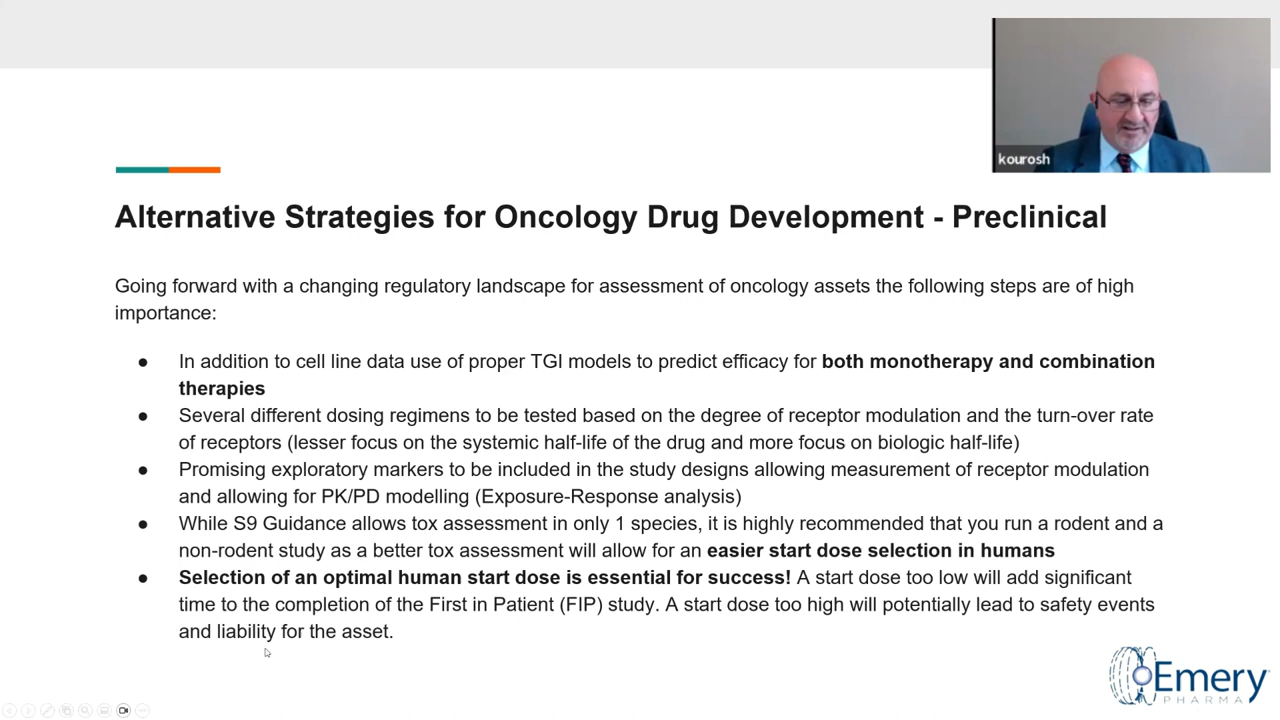 kourosh
Alternative Strategies for Oncology Drug Development - Preclinical
Going forward with a changing regulatory landscape for assessment of oncology assets the following steps are of high
importance:
● In addition to cell line data use of proper TGI models to predict efficacy for both monotherapy and combination
therapies
● Several different dosing regimens to be tested based on the degree of receptor modulation and the turn-over rate
of receptors (lesser focus on the systemic half-life of the drug and more focus on biologic half-life)
● Promising exploratory markers to be included in the study designs allowing measurement of receptor modulation
and allowing for PK/PD modelling (Exposure-Response analysis)
● While S9 Guidance allows tox assessment in only 1 species, it is highly recommended that you run a rodent and a
non-rodent study as a better tox assessment will allow for an easier start dose selection in humans
● Selection of an optimal human start dose is essential for success! A start dose too low will add significant
time to the completion of the First in Patient (FIP) study. A start dose too high will potentially lead to safety events
and liability for the asset.
Emery
PHARMA